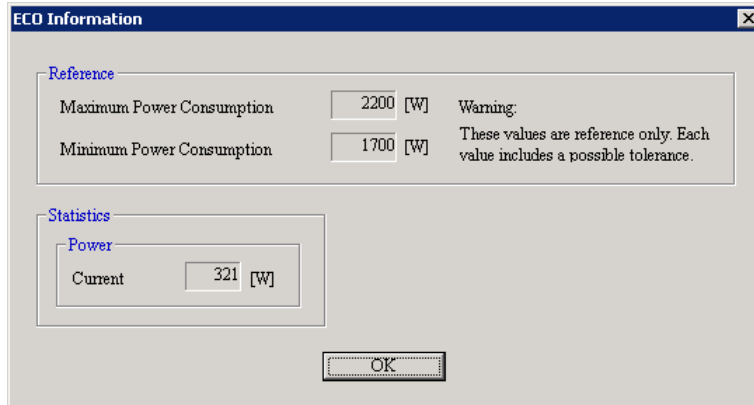 ECO Information
Reference
Maximum Power Consumption 2200 [W] Warning:
These values are reference only. Each
Minimum Power Consumption 1700 [W] value includes a possible tolerance.
Statistics
Power
Current 321 [W]
OK